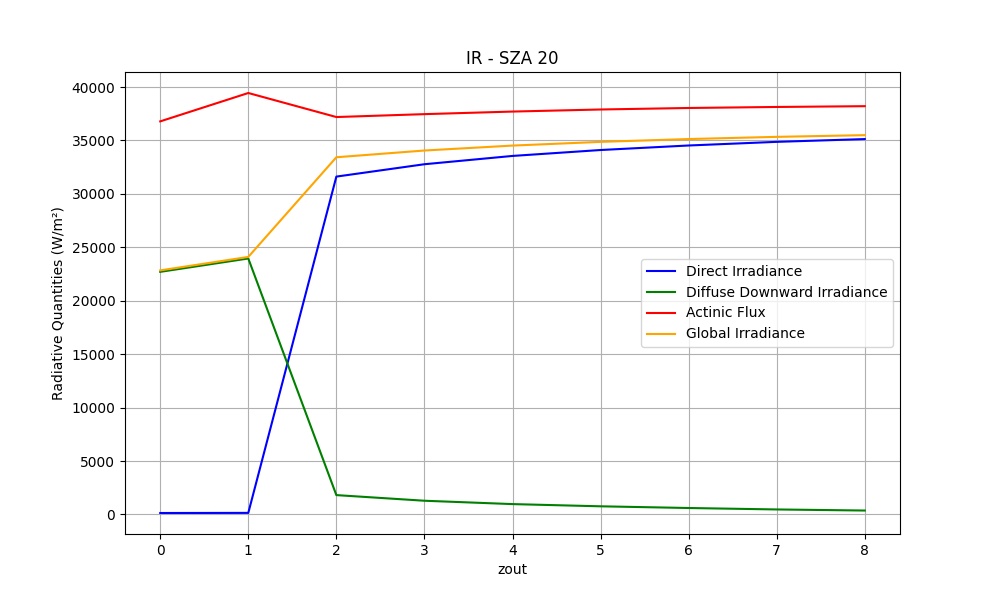 IR - SZA 20
Radiative Quantities (W/m²)
40000
35000
30000
25000
20000
15000
10000
5000
0
Direct Irradiance
Diffuse Downward Irradiance
Actinic Flux
Global Irradiance
0 1 2 3 4 5 6 7 8
zout